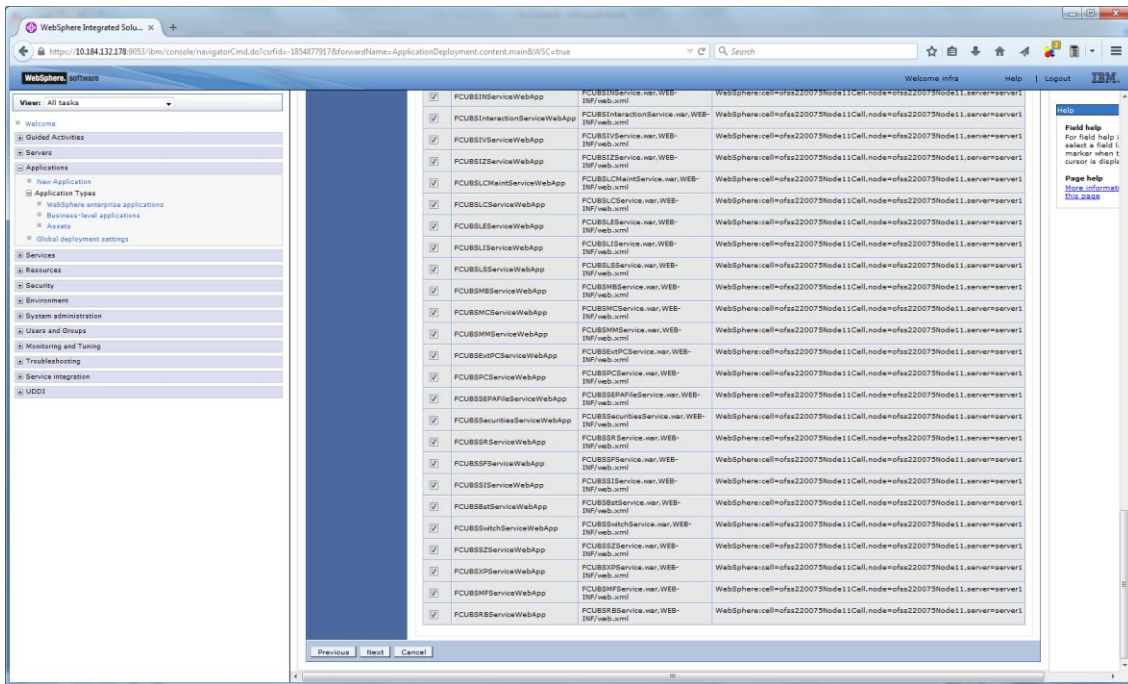 WebSphere Integrated Solu... × +
https://10.184.132.178:9053/ibm/console/navigatorCmd.do?csrfid=-1854877917&forwardName=ApplicationDeployment.content.main&WSC=true
Search
WebSphere. software
Welcome infra Help | Logout IBM.
View: All tasks
Welcome
Guided Activities
Servers
Applications
New Application
Application Types
WebSphere enterprise applications
Business-level applications
Assets
Global deployment settings
Services
Resources
Security
Environment
System administration
Users and Groups
Monitoring and Tuning
Troubleshooting
Service integration
UDDI
FCUBSINServiceWebApp FCUBSINService.war,WEB-INF/web.xml WebSphere:cell=ofss220075Node11Cell,node=ofss220075Node11,server=server1
FCUBSInteractionServiceWebApp FCUBSInteractionService.war,WEB-INF/web.xml WebSphere:cell=ofss220075Node11Cell,node=ofss220075Node11,server=server1
FCUBSIVServiceWebApp FCUBSIVService.war,WEB-INF/web.xml WebSphere:cell=ofss220075Node11Cell,node=ofss220075Node11,server=server1
FCUBSIZServiceWebApp FCUBSIZService.war,WEB-INF/web.xml WebSphere:cell=ofss220075Node11Cell,node=ofss220075Node11,server=server1
FCUBSLCMaintServiceWebApp FCUBSLCMaintService.war,WEB-INF/web.xml WebSphere:cell=ofss220075Node11Cell,node=ofss220075Node11,server=server1
FCUBSLCServiceWebApp FCUBSLCService.war,WEB-INF/web.xml WebSphere:cell=ofss220075Node11Cell,node=ofss220075Node11,server=server1
FCUBSLEServiceWebApp FCUBSLEService.war,WEB-INF/web.xml WebSphere:cell=ofss220075Node11Cell,node=ofss220075Node11,server=server1
FCUBSLIServiceWebApp FCUBSLIService.war,WEB-INF/web.xml WebSphere:cell=ofss220075Node11Cell,node=ofss220075Node11,server=server1
FCUBSLSServiceWebApp FCUBSLSService.war,WEB-INF/web.xml WebSphere:cell=ofss220075Node11Cell,node=ofss220075Node11,server=server1
FCUBSMBServiceWebApp FCUBSMBService.war,WEB-INF/web.xml WebSphere:cell=ofss220075Node11Cell,node=ofss220075Node11,server=server1
FCUBSMCServiceWebApp FCUBSMCService.war,WEB-INF/web.xml WebSphere:cell=ofss220075Node11Cell,node=ofss220075Node11,server=server1
FCUBSMMServiceWebApp FCUBSMMService.war,WEB-INF/web.xml WebSphere:cell=ofss220075Node11Cell,node=ofss220075Node11,server=server1
FCUBSExtPCServiceWebApp FCUBSExtPCService.war,WEB-INF/web.xml WebSphere:cell=ofss220075Node11Cell,node=ofss220075Node11,server=server1
FCUBSPCServiceWebApp FCUBSPCService.war,WEB-INF/web.xml WebSphere:cell=ofss220075Node11Cell,node=ofss220075Node11,server=server1
FCUBSSEPAFileServiceWebApp FCUBSSEPAFileService.war,WEB-INF/web.xml WebSphere:cell=ofss220075Node11Cell,node=ofss220075Node11,server=server1
FCUBSSecuritiesServiceWebApp FCUBSSecuritiesService.war,WEB-INF/web.xml WebSphere:cell=ofss220075Node11Cell,node=ofss220075Node11,server=server1
FCUBSSRServiceWebApp FCUBSSRService.war,WEB-INF/web.xml WebSphere:cell=ofss220075Node11Cell,node=ofss220075Node11,server=server1
FCUBSSFServiceWebApp FCUBSSFService.war,WEB-INF/web.xml WebSphere:cell=ofss220075Node11Cell,node=ofss220075Node11,server=server1
FCUBSSIServiceWebApp FCUBSSIService.war,WEB-INF/web.xml WebSphere:cell=ofss220075Node11Cell,node=ofss220075Node11,server=server1
FCUBSBstServiceWebApp FCUBSBstService.war,WEB-INF/web.xml WebSphere:cell=ofss220075Node11Cell,node=ofss220075Node11,server=server1
FCUBSSwitchServiceWebApp FCUBSSwitchService.war,WEB-INF/web.xml WebSphere:cell=ofss220075Node11Cell,node=ofss220075Node11,server=server1
FCUBSSZServiceWebApp FCUBSSZService.war,WEB-INF/web.xml WebSphere:cell=ofss220075Node11Cell,node=ofss220075Node11,server=server1
FCUBSXPServiceWebApp FCUBSXPService.war,WEB-INF/web.xml WebSphere:cell=ofss220075Node11Cell,node=ofss220075Node11,server=server1
FCUBSMFServiceWebApp FCUBSMFService.war,WEB-INF/web.xml WebSphere:cell=ofss220075Node11Cell,node=ofss220075Node11,server=server1
FCUBSRBServiceWebApp FCUBSRBService.war,WEB-INF/web.xml WebSphere:cell=ofss220075Node11Cell,node=ofss220075Node11,server=server1
Previous Next Cancel
Help
Field help
For field help
select a field
marker when t
cursor is displa
Page help
More informati
this page